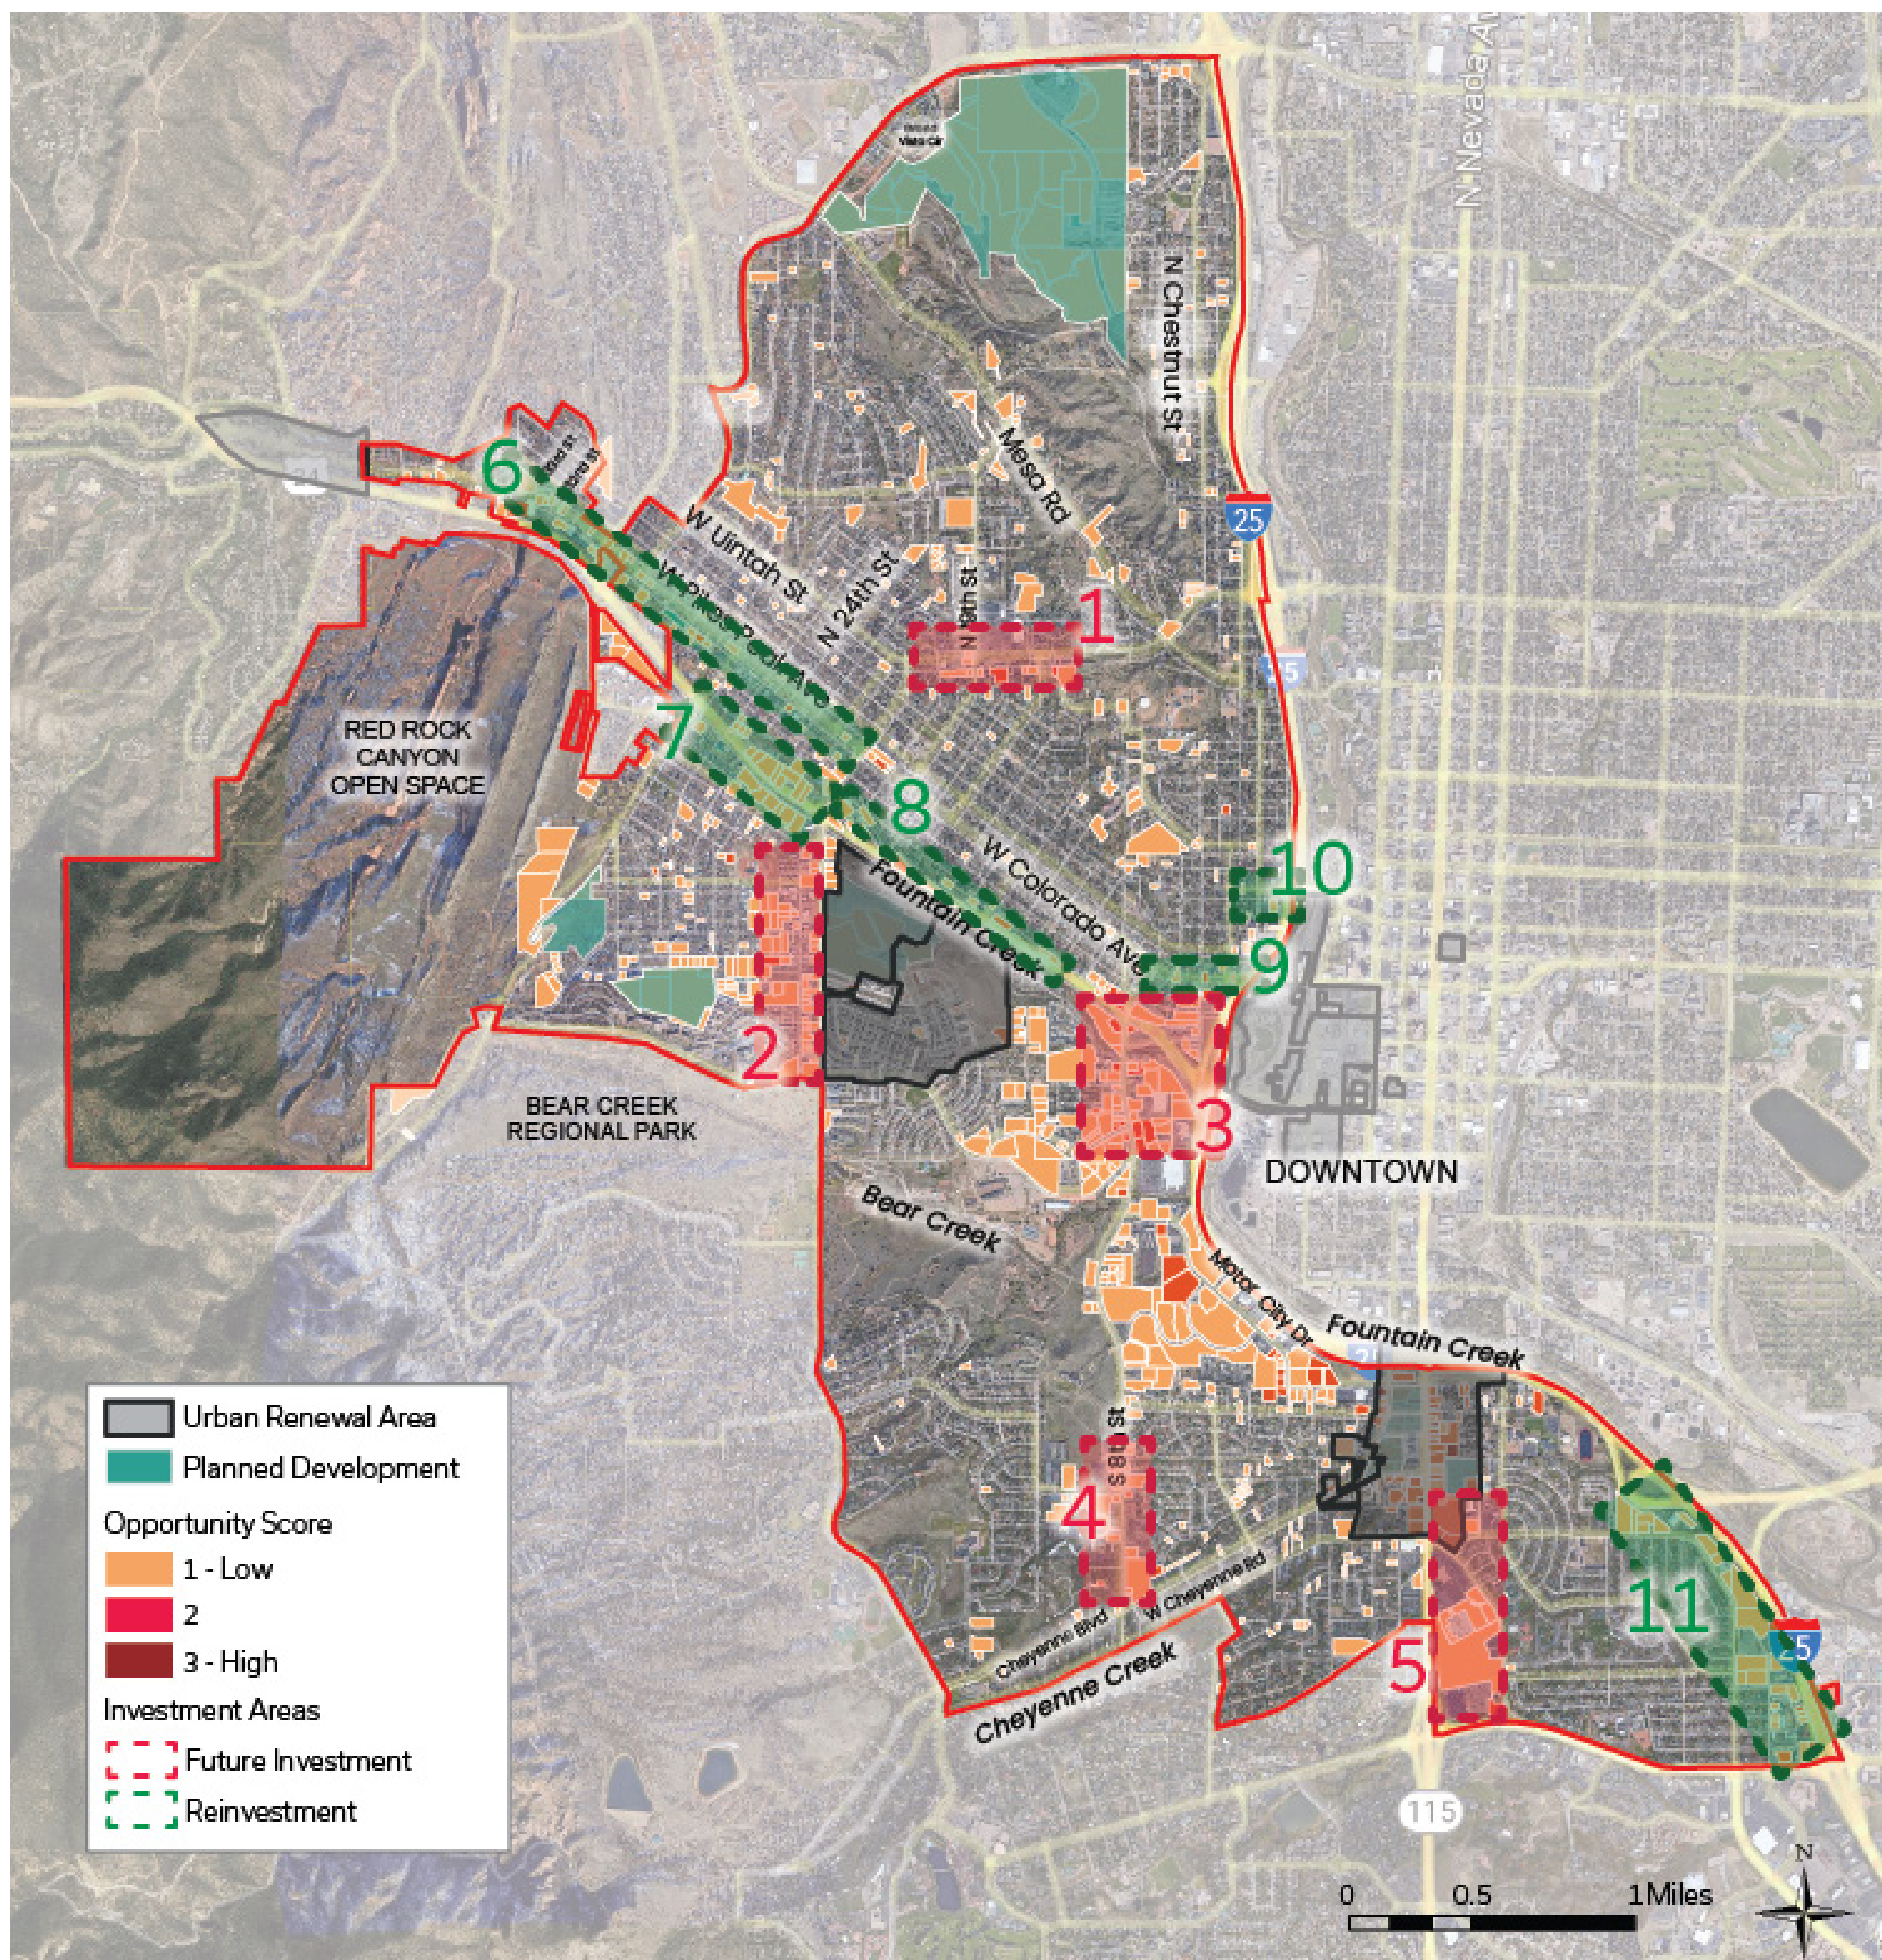 N Nevada Av
Grand
Vista Cir
N Chestnut St
6
Mesa Rd
25
W Uintah St
N 24th St
W Pikes Peak Ave
N 19th St
1
25
RED ROCK
CANYON
OPEN SPACE
7
8
W Colorado Ave
10
Fountain Creek
9
2
3
BEAR CREEK
REGIONAL PARK
DOWNTOWN
Bear Creek
Motor City Dr
Fountain Creek
S 8th St
4
W Cheyenne Rd
Cheyenne Blvd
Cheyenne Creek
5
11
25
115
Urban Renewal Area
Planned Development
Opportunity Score
1 - Low
2
3 - High
Investment Areas
Future Investment
Reinvestment
0 0.5 1 Miles
N